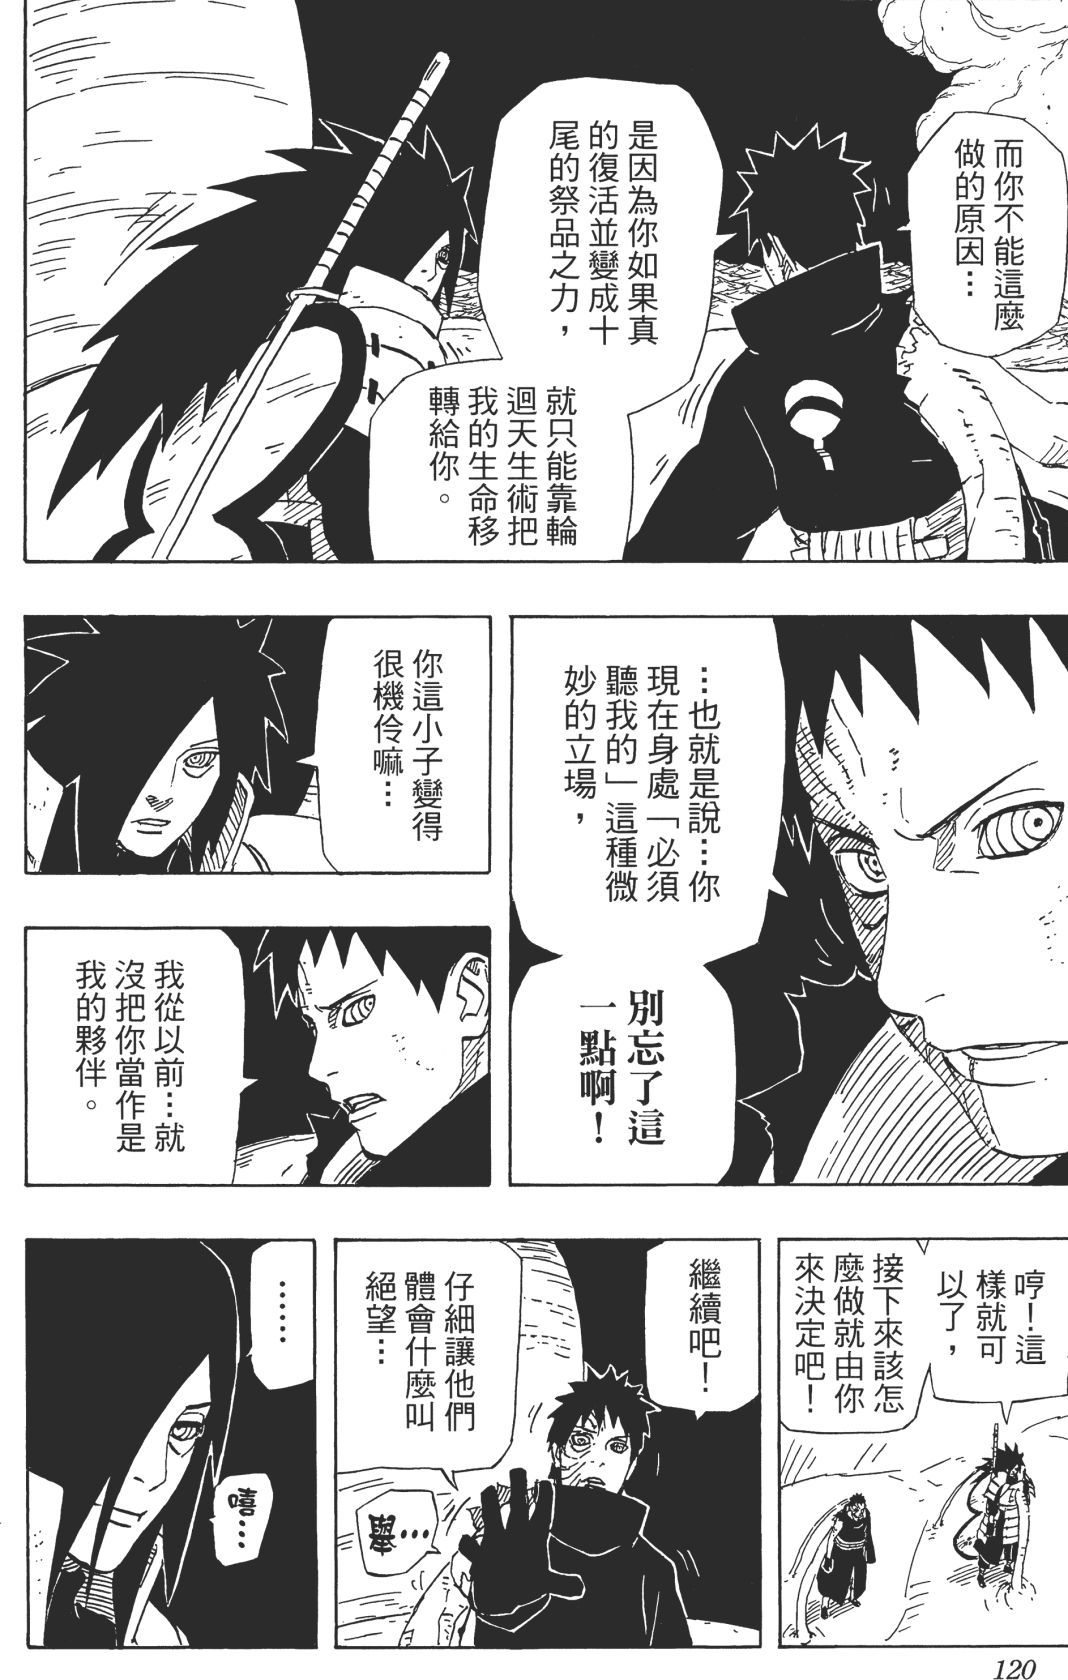 而你不能這麼
做的原因…
是因為你如果真
的復活並變成十
尾的祭品之力，
就只能靠輪
迴天生術把
我的生命移
轉給你。
…也就是說…你
現在身處「必須
聽我的」這種微
妙的立場，
別忘了這
一點啊！
你這小子變得
很機伶嘛…
我從以前…就
沒把你當作是
我的夥伴。
哼！這
樣就可
以了，
接下來該怎
麼做就由你
來決定吧！
繼續吧！
仔細讓他們
體會什麼叫
絕望…
…舉
……
嘻…
120